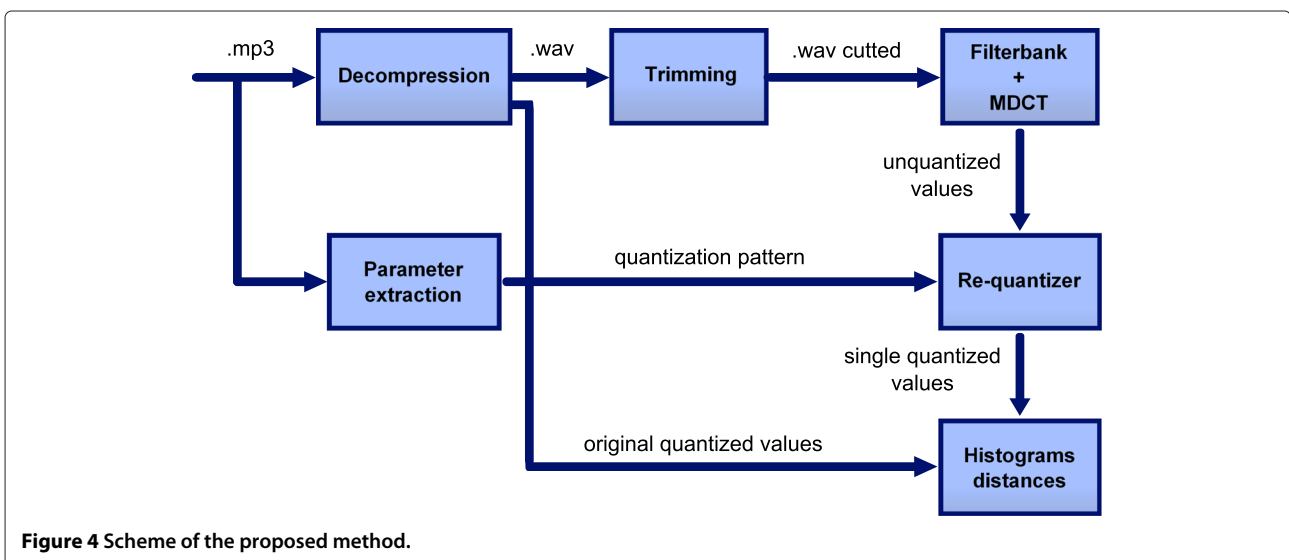 .mp3
Decompression
.wav
Trimming
.wav cutted
Filterbank
+
MDCT
unquantized
values
Parameter
extraction
quantization pattern
Re-quantizer
single quantized
values
original quantized values
Histograms
distances
Figure 4 Scheme of the proposed method.